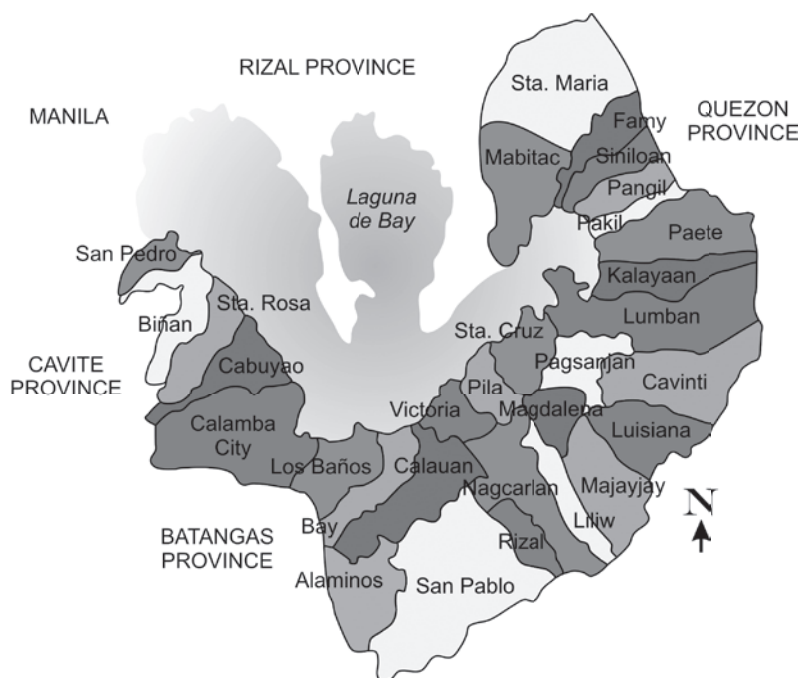 RIZAL PROVINCE
Sta. Maria
MANILA
QUEZON
PROVINCE
Famy
Mabitac
Siniloan
Pangil
Laguna
de Bay
Pakil
Paete
San Pedro
Kalayaan
Sta. Rosa
Lumban
Biñan
Sta. Cruz
CAVITE
PROVINCE
Cabuyao
Pagsanjan
Pila
Cavinti
Victoria
Magdalena
Calamba
City
Luisiana
Los Baños
Calauan
Nagcarlan
Majayjay
N
Bay
Liliw
BATANGAS
PROVINCE
Rizal
Alaminos
San Pablo